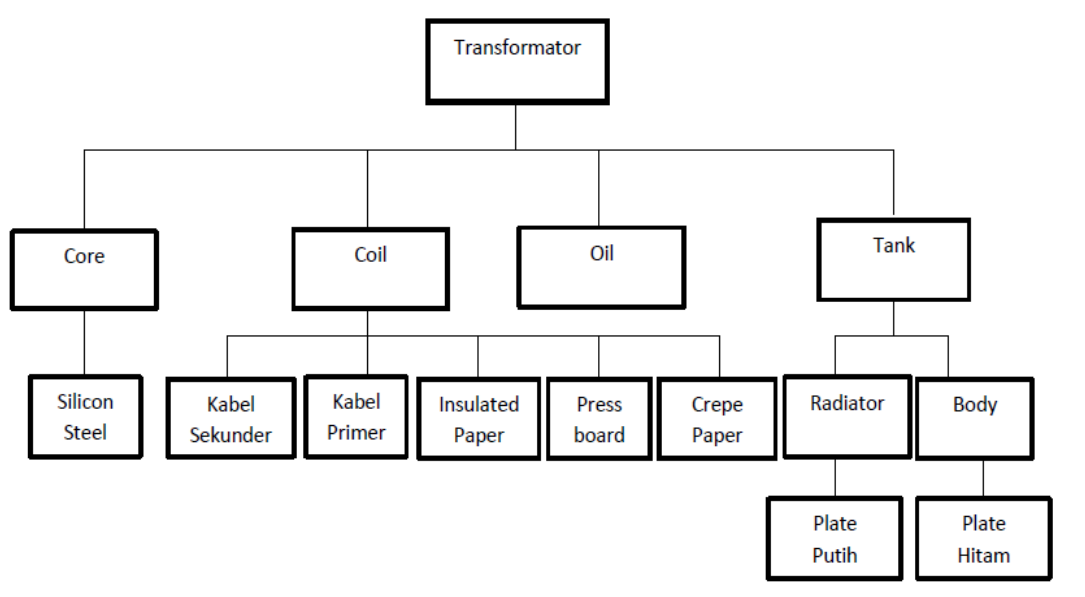 Transformator
Core
Coil
Oil
Tank
Silicon
Steel
Kabel
Sekunder
Kabel
Primer
Insulated
Paper
Press
board
Crepe
Paper
Radiator
Body
Plate
Putih
Plate
Hitam